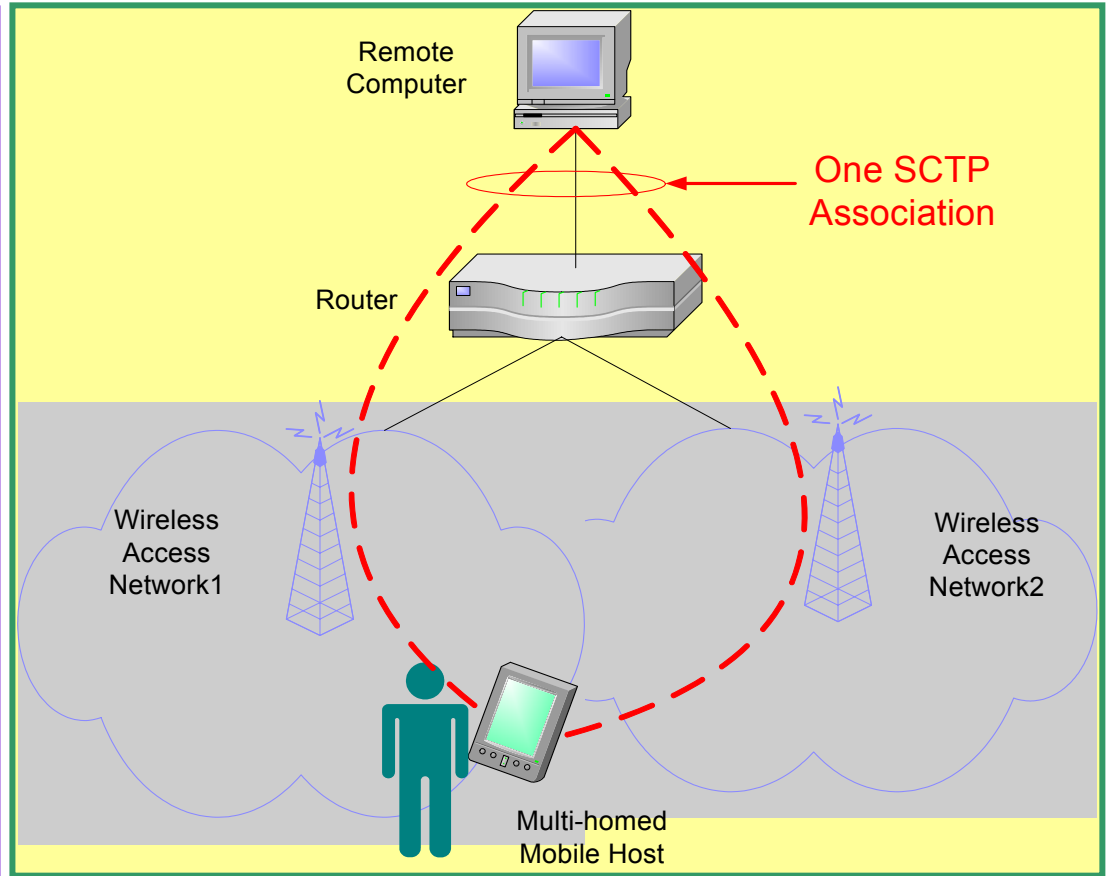 Remote
Computer
One SCTP
Association
Router
Wireless
Access
Network1
Wireless
Access
Network2
Multi-homed
Mobile Host